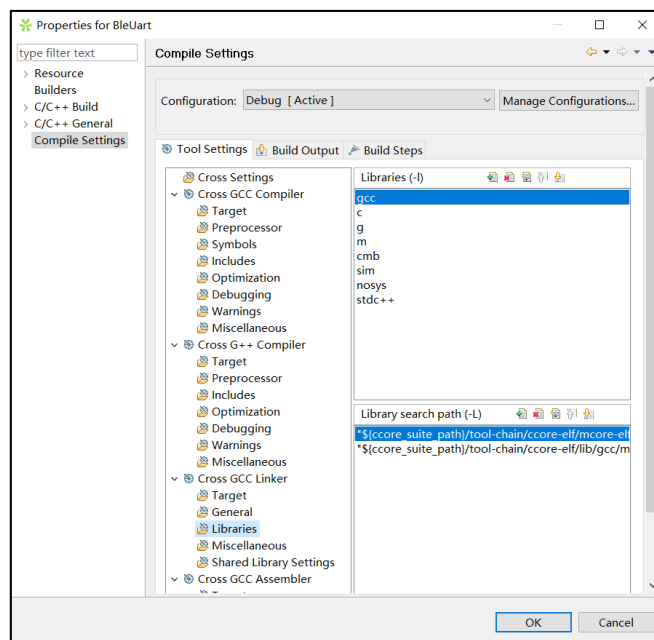 Properties for BleUart
type filter text
Resource
Builders
C/C++ Build
C/C++ General
Compile Settings
Compile Settings
Configuration: Debug [ Active ]
Manage Configurations...
Tool Settings
Build Output
Build Steps
Cross Settings
Cross GCC Compiler
Target
Preprocessor
Symbols
Includes
Optimization
Debugging
Warnings
Miscellaneous
Cross G++ Compiler
Target
Preprocessor
Includes
Optimization
Debugging
Warnings
Miscellaneous
Cross GCC Linker
Target
General
Libraries
Miscellaneous
Shared Library Settings
Cross GCC Assembler
Libraries (-l)
gcc
c
g
m
cmb
sim
nosys
stdc++
Library search path (-L)
"${ccore_suite_path}/tool-chain/ccore-elf/mcore-elf
"${ccore_suite_path}/tool-chain/ccore-elf/lib/gcc/m
OK
Cancel